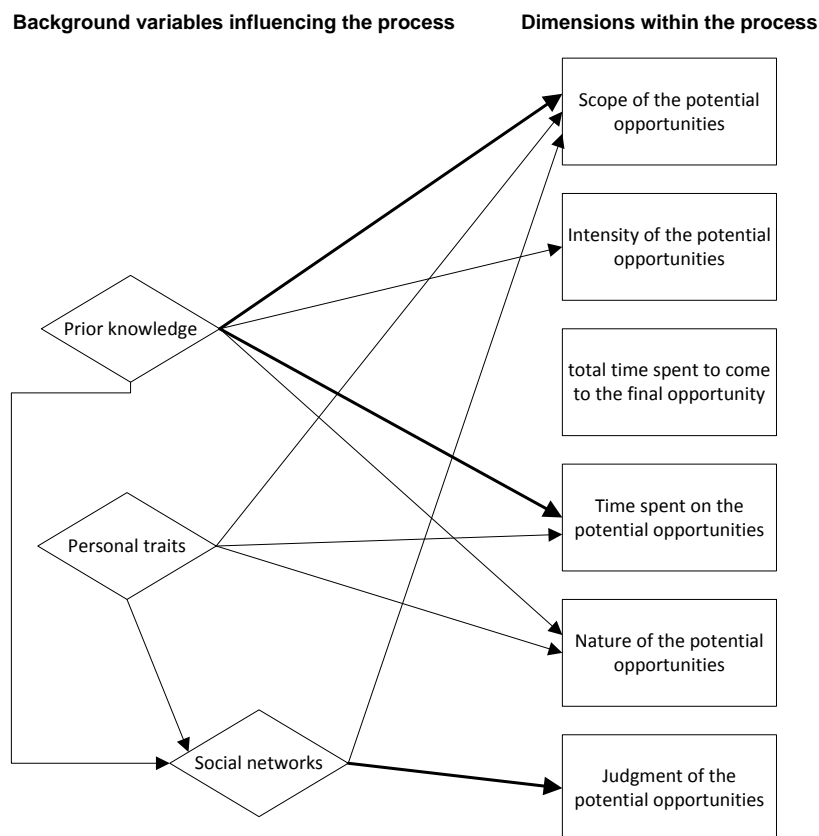 Background variables influencing the process
Dimensions within the process
Scope of the potential
opportunities
Intensity of the potential
opportunities
Prior knowledge
total time spent to come
to the final opportunity
Time spent on the
potential opportunities
Personal traits
Nature of the potential
opportunities
Social networks
Judgment of the
potential opportunities